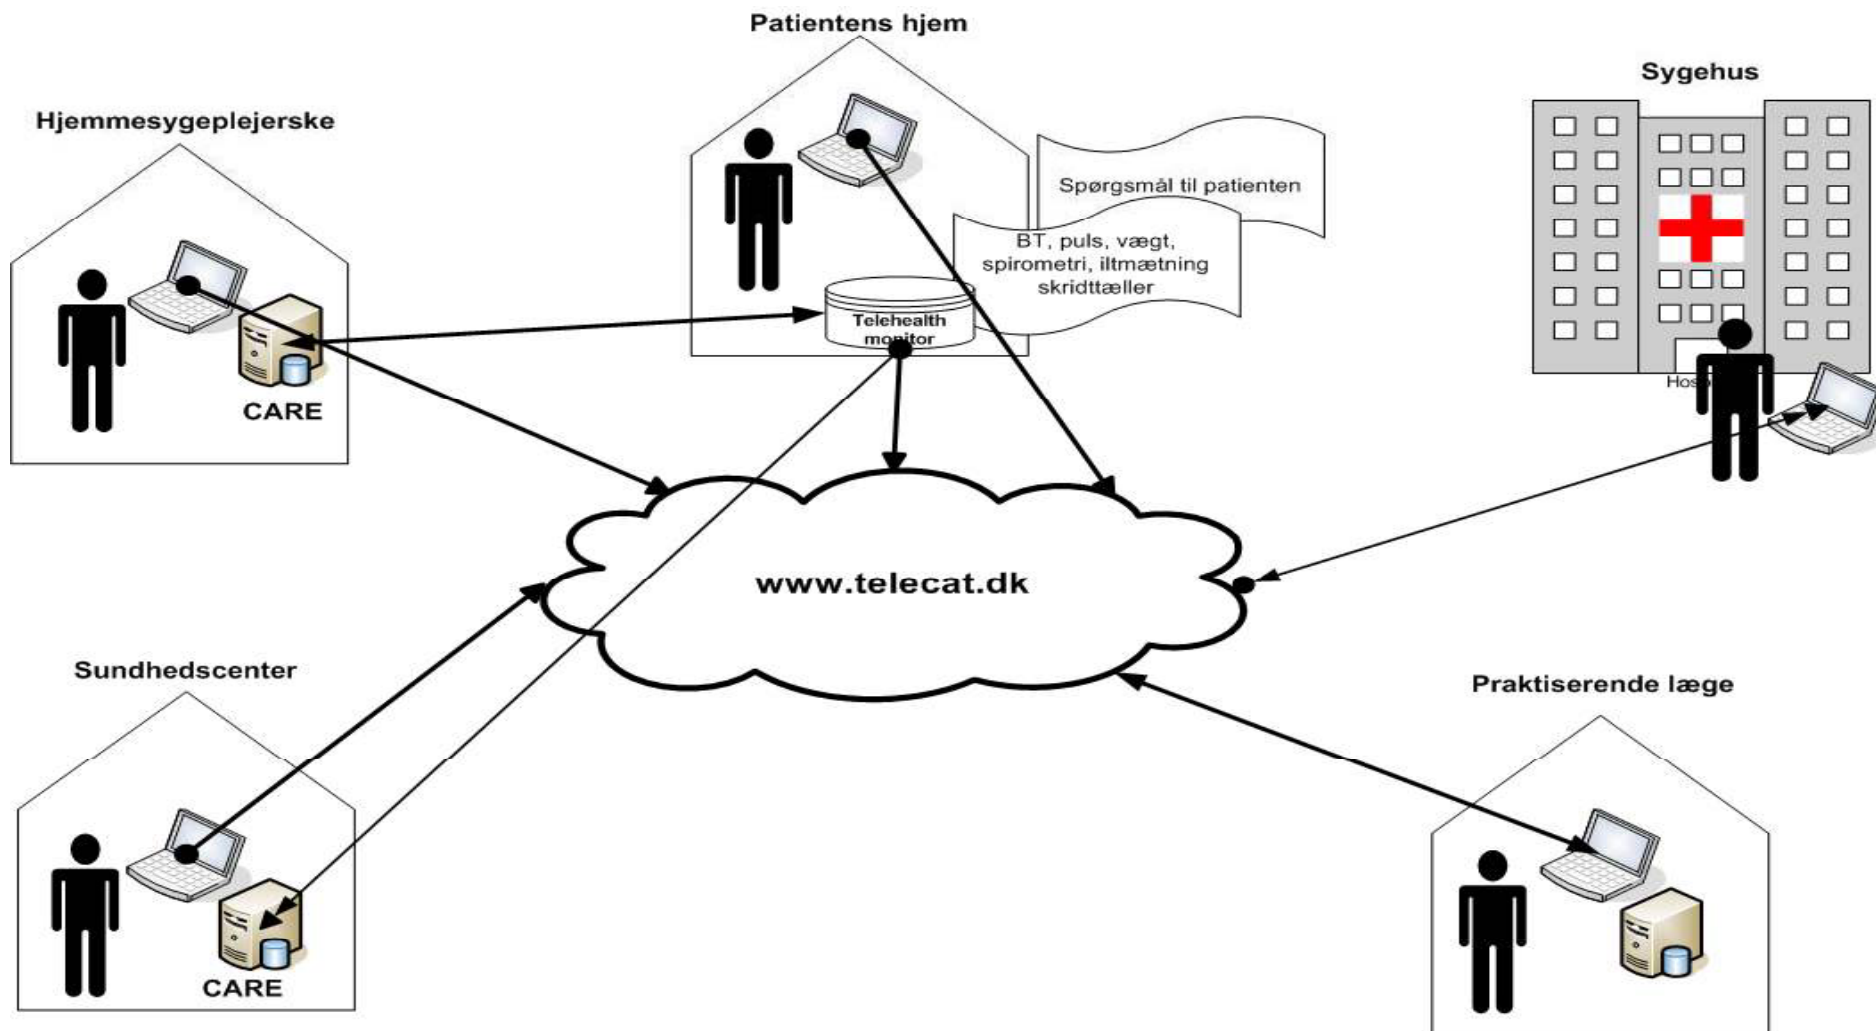 Patientens hjem
Sygehus
Hjemmesygeplejerske
Spørgsmål til patienten
BT, puls, vægt,
spirometri, iltmætning
skridttæller
Telehealth
monitor
CARE
www.telecat.dk
Sundhedscenter
Praktiserende læge
CARE